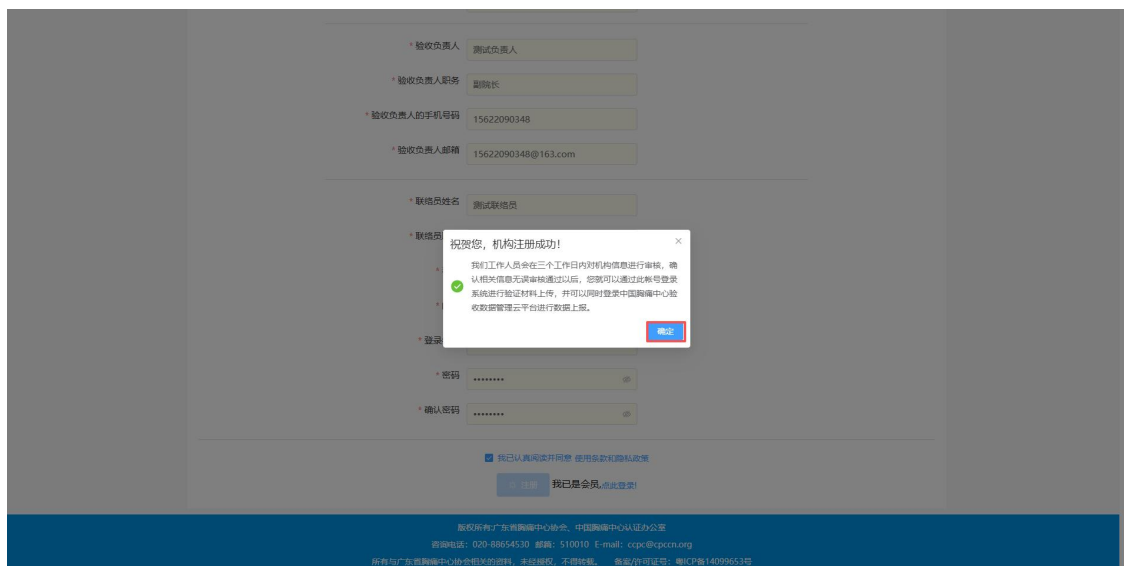 * 验收负责人 测试负责人
* 验收负责人职务 副院长
* 验收负责人的手机号码 15622090348
* 验收负责人邮箱 15622090348@163.com
* 联络员姓名 测试联络员
* 联络员
祝贺您，机构注册成功！
我们工作人员会在三个工作日内对机构信息进行审核，确
认相关信息无误审核通过以后，您就可以通过此帐号登录
系统进行验证材料上传，并可以同时登录中国胸痛中心验
收数据管理云平台进行数据上报。
确定
* 登录
* 密码 ••••••••
* 确认密码 ••••••••
我已认真阅读并同意 使用条款和隐私政策
注册 我已是会员,点此登录!
版权所有:广东省胸痛中心协会、中国胸痛中心认证办公室
咨询电话: 020-88654530 邮编: 510010 E-mail: ccpc@cpccn.org
所有与广东省胸痛中心协会相关的资料，未经授权，不得转载。 备案/许可证号: 粤ICP备14099653号